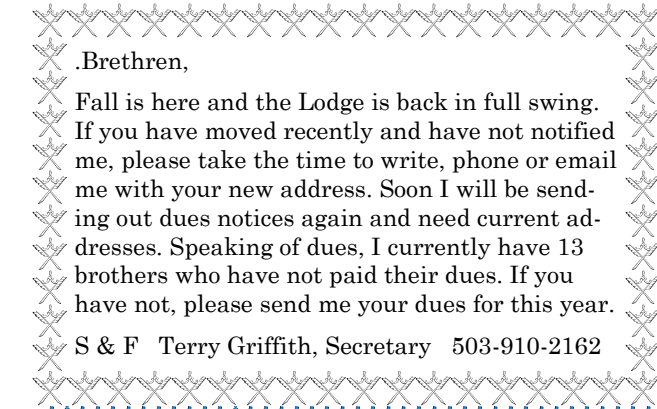 .Brethren,
Fall is here and the Lodge is back in full swing.
If you have moved recently and have not notified
me, please take the time to write, phone or email
me with your new address. Soon I will be send-
ing out dues notices again and need current ad-
dresses. Speaking of dues, I currently have 13
brothers who have not paid their dues. If you
have not, please send me your dues for this year.
S & F   Terry Griffith, Secretary   503-910-2162